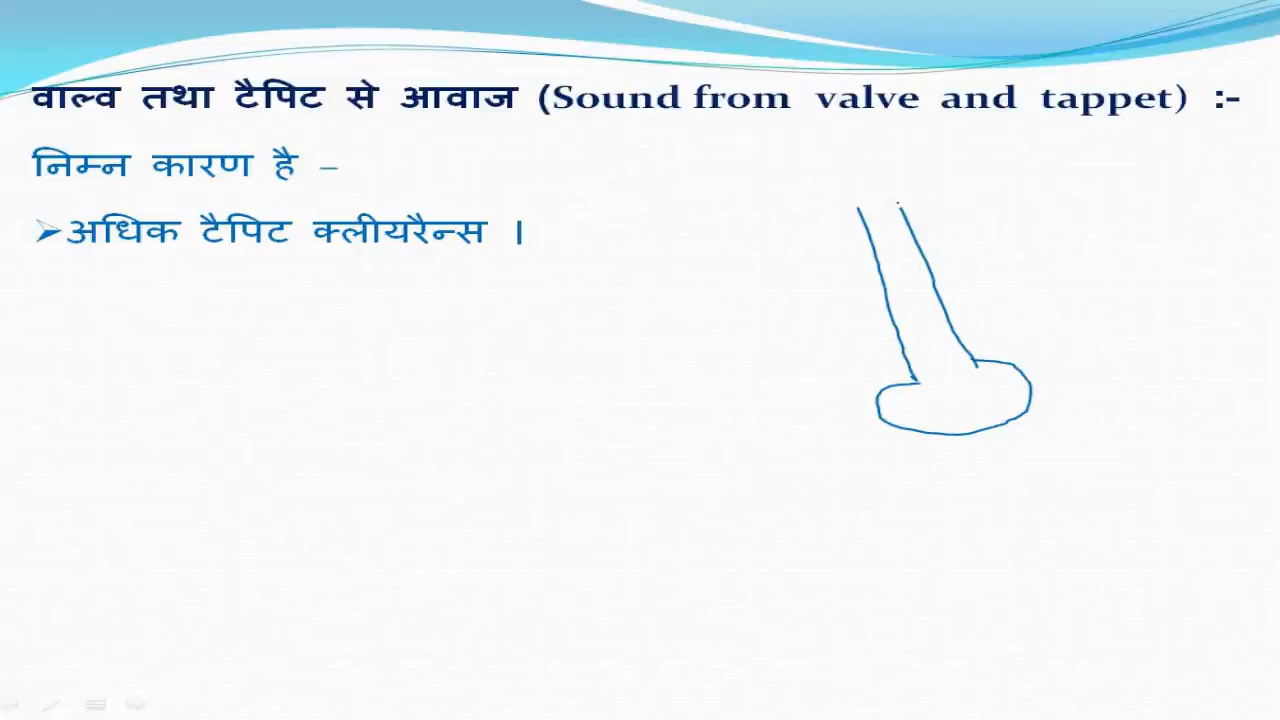 वाल्व तथा टैपिट से आवाज (Sound from valve and tappet) :-
निम्न कारण है –
➢अधिक टैपिट क्लीयरैन्स ।